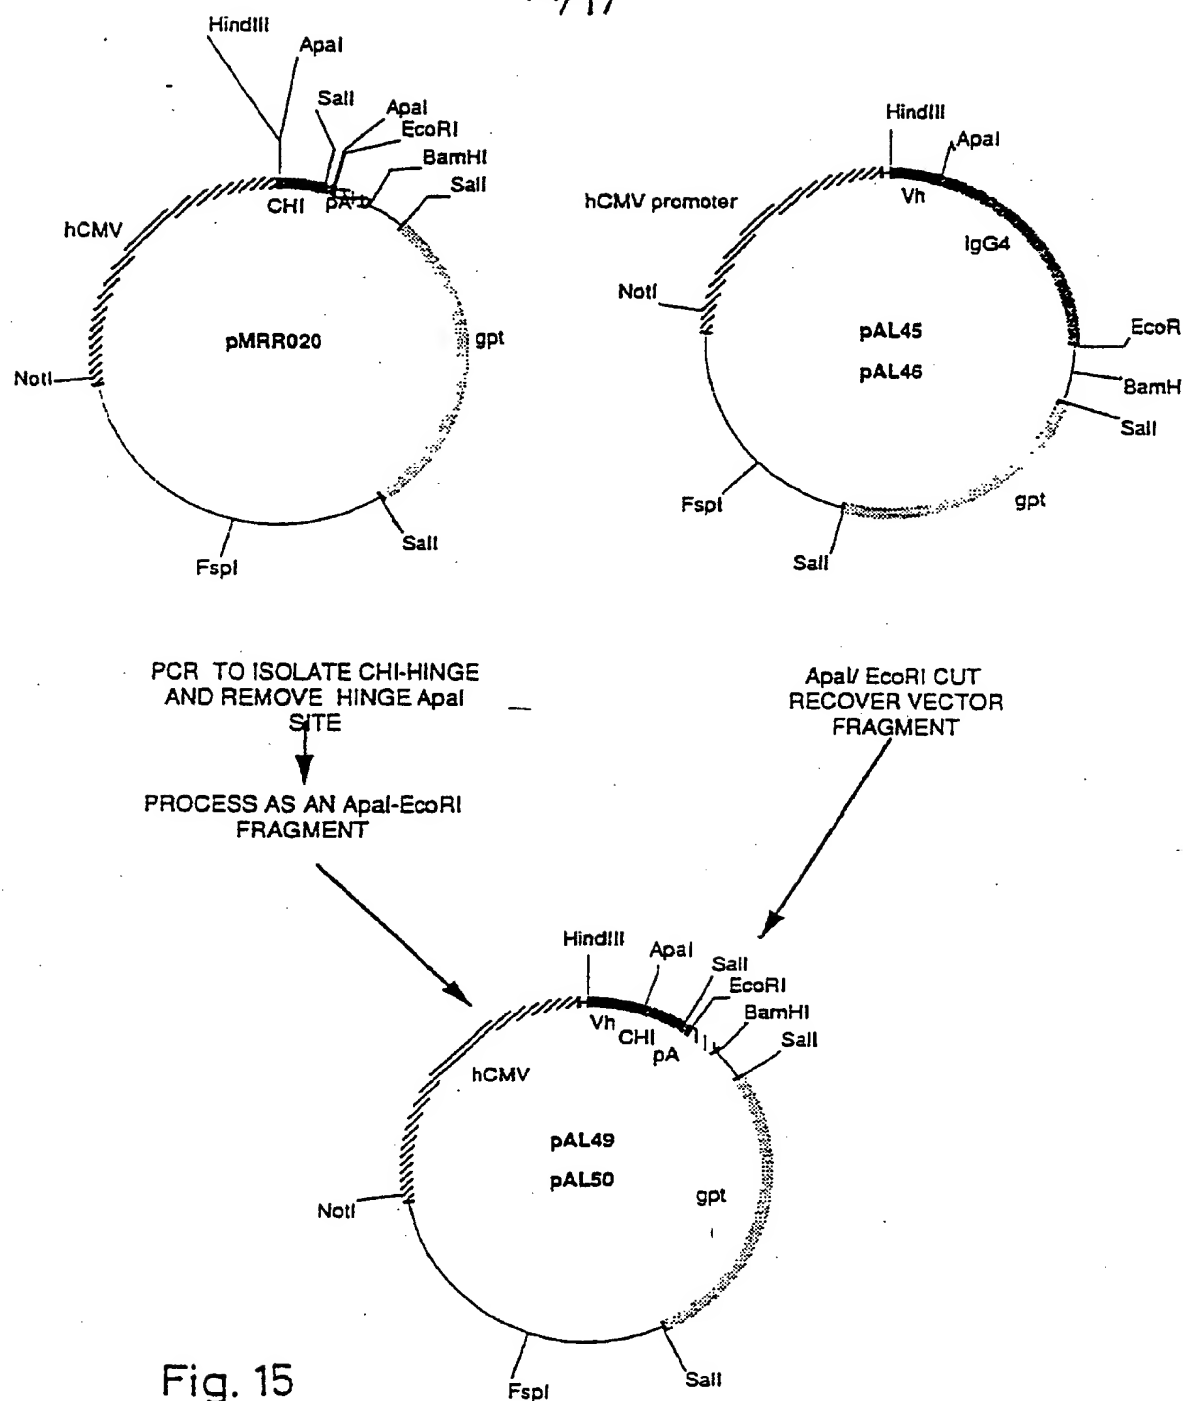 HindIII
ApaI
SalI
ApaI
EcoRI
BamHI
SalI
CHI
pA
hCMV
pMRR020
gpt
NotI
SalI
FspI
HindIII
ApaI
Vh
hCMV promoter
IgG4
NotI
pAL45
pAL46
EcoR
BamH
SalI
FspI
gpt
SalI
PCR TO ISOLATE CHI-HINGE
AND REMOVE HINGE ApaI
SITE
PROCESS AS AN ApaI-EcoRI
FRAGMENT
ApaI/ EcoRI CUT
RECOVER VECTOR
FRAGMENT
HindIII
ApaI
SalI
EcoRI
BamHI
SalI
Vh
CHI
pA
hCMV
pAL49
pAL50
gpt
NotI
FspI
SalI
Fig. 15